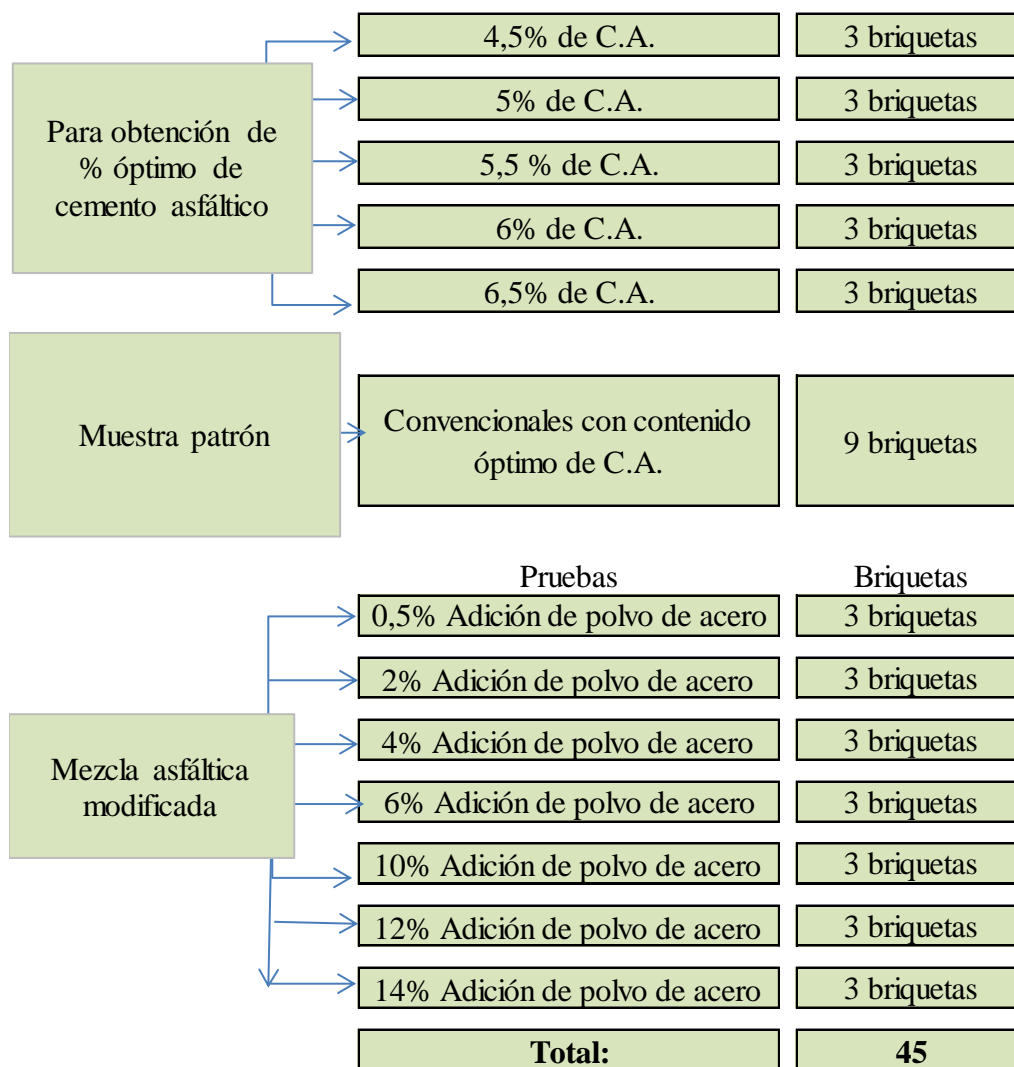 4,5% de C.A. 3 briquetas
Para obtención de
% óptimo de
cemento asfáltico
5% de C.A. 3 briquetas
5,5 % de C.A. 3 briquetas
6% de C.A. 3 briquetas
6,5% de C.A. 3 briquetas
Muestra patrón
Convencionales con contenido
óptimo de C.A.
9 briquetas
Pruebas Briquetas
Mezcla asfáltica
modificada
0,5% Adición de polvo de acero 3 briquetas
2% Adición de polvo de acero 3 briquetas
4% Adición de polvo de acero 3 briquetas
6% Adición de polvo de acero 3 briquetas
10% Adición de polvo de acero 3 briquetas
12% Adición de polvo de acero 3 briquetas
14% Adición de polvo de acero 3 briquetas
Total: 45